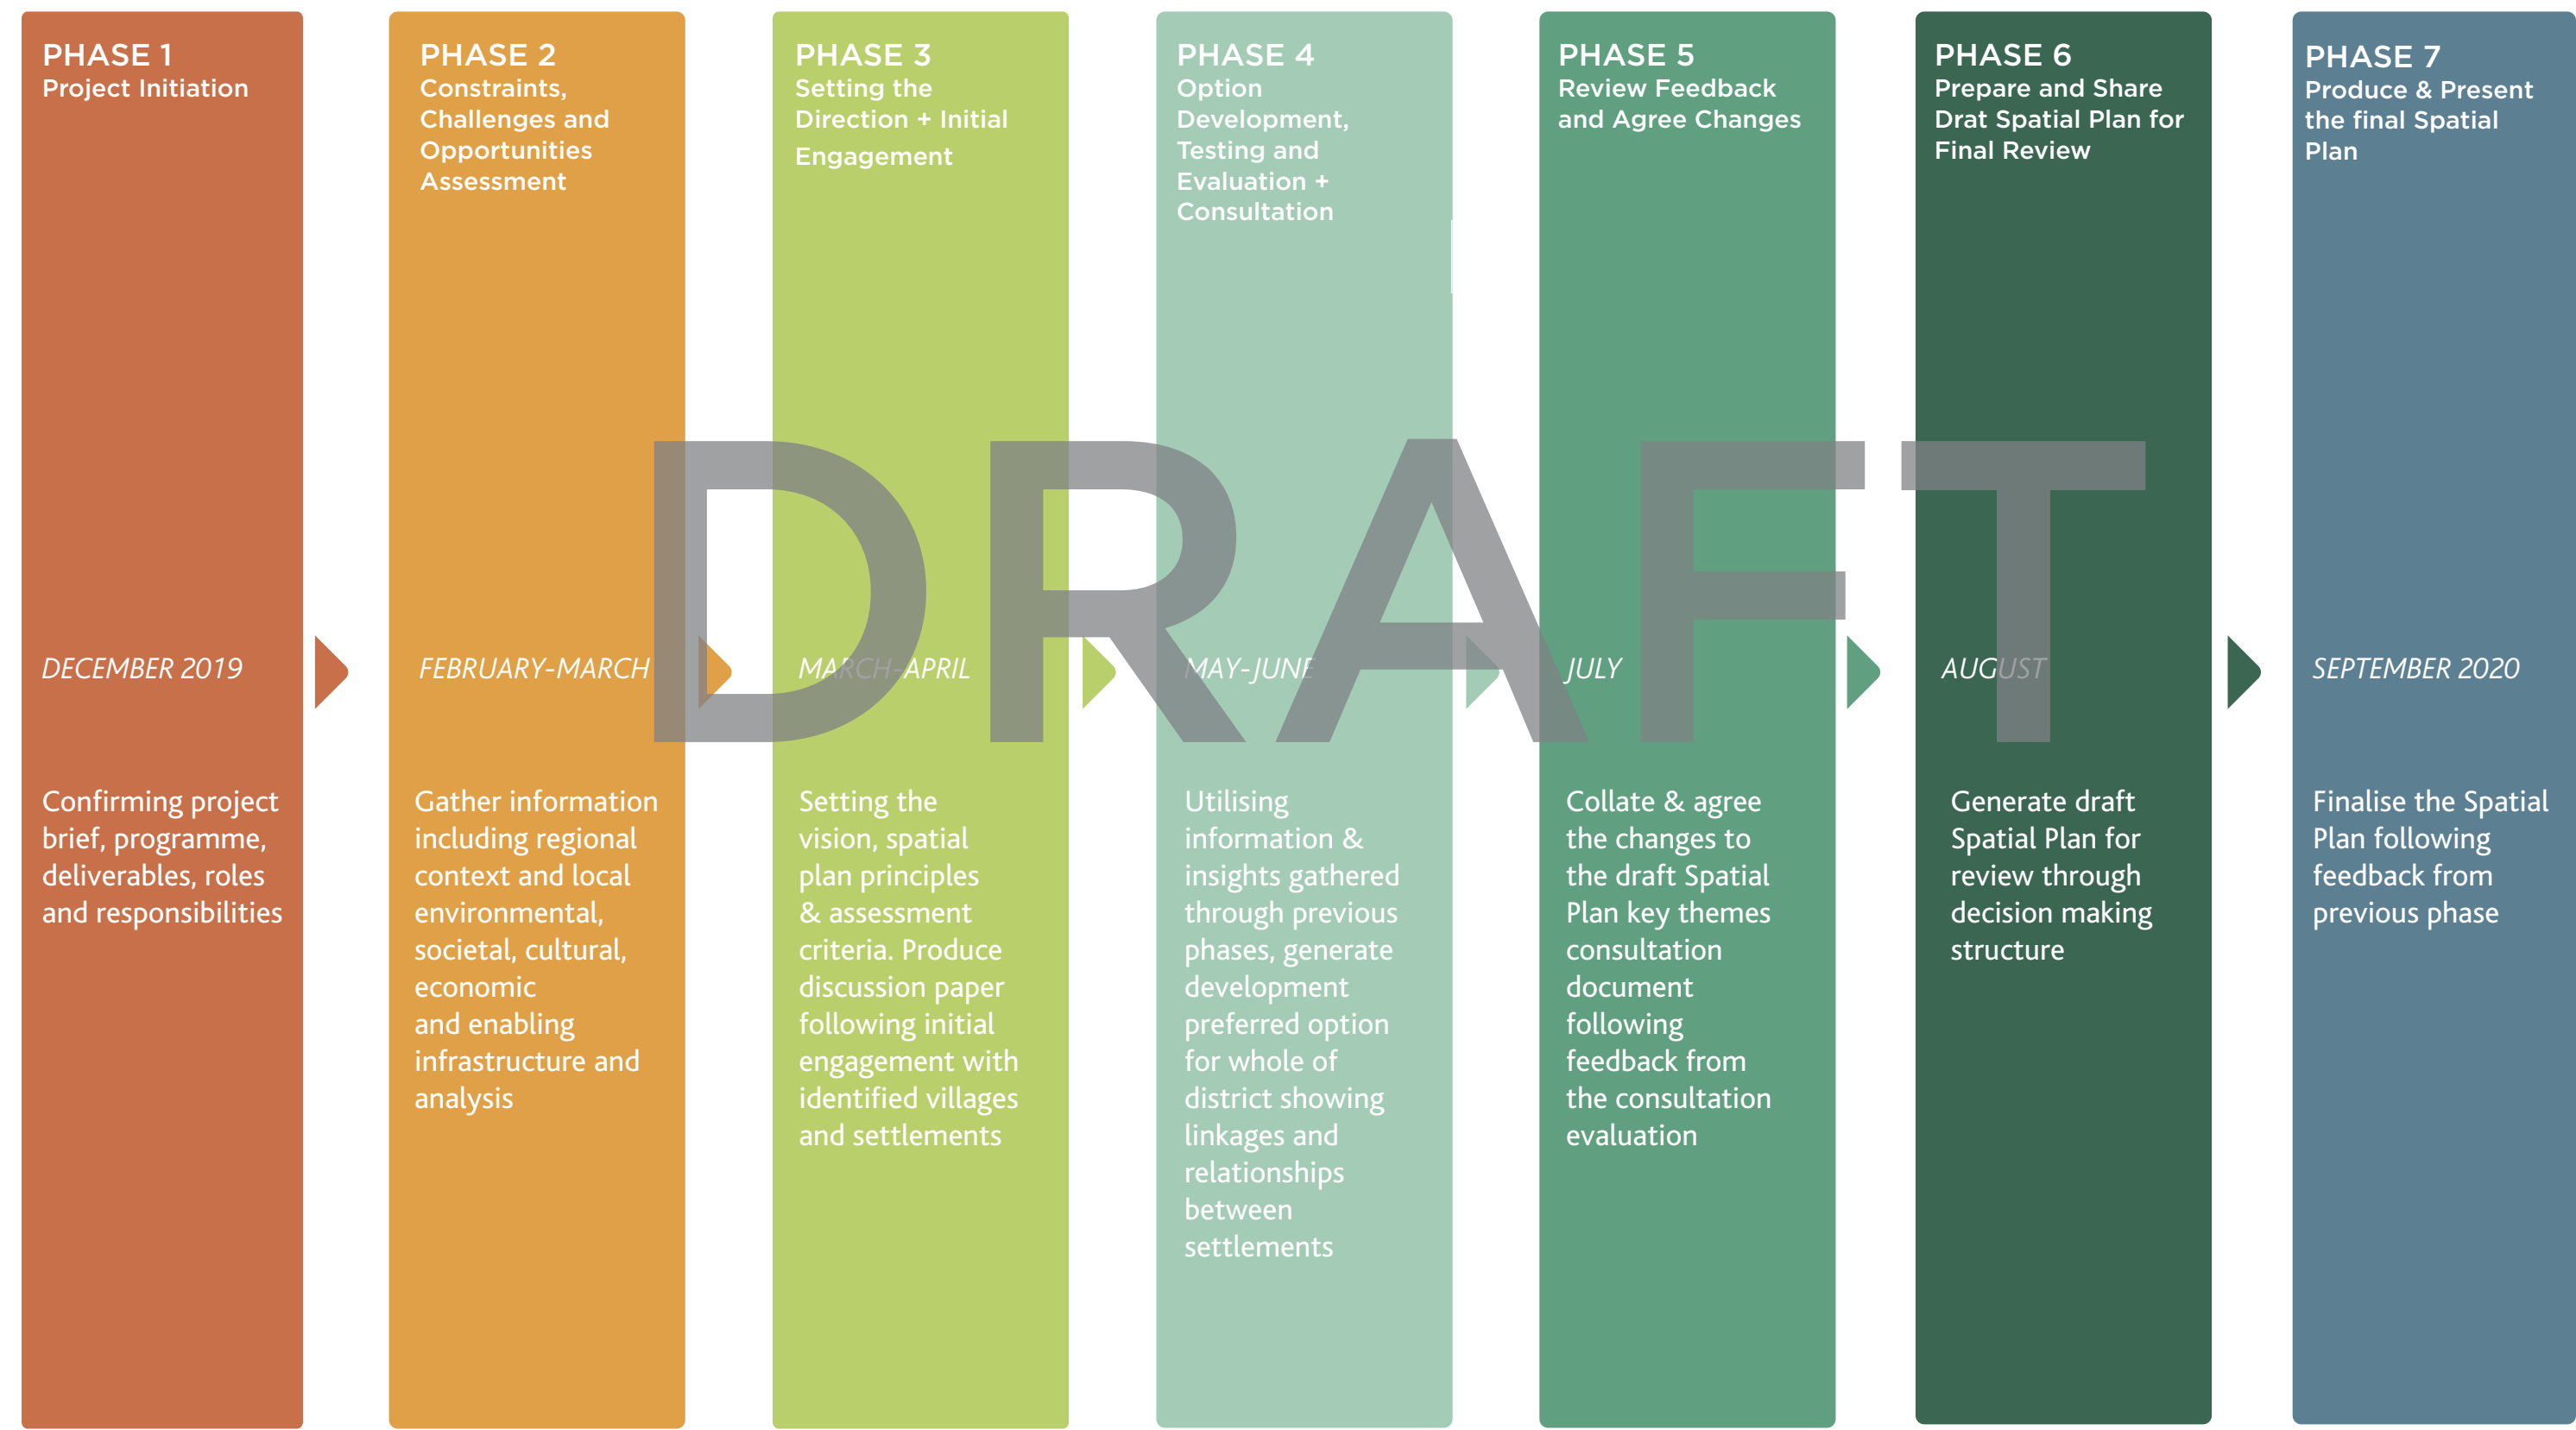 PHASE 1
Project Initiation
DECEMBER 2019
Confirming project
brief, programme,
deliverables, roles
and responsibilities
PHASE 2
Constraints,
Challenges and
Opportunities
Assessment
FEBRUARY-MARCH
Gather information
including regional
context and local
environmental,
societal, cultural,
economic
and enabling
infrastructure and
analysis
PHASE 3
Setting the
Direction + Initial
Engagement
MARCH-APRIL
Setting the
vision, spatial
plan principles
& assessment
criteria. Produce
discussion paper
following initial
engagement with
identified villages
and settlements
PHASE 4
Option
Development,
Testing and
Evaluation +
Consultation
MAY-JUNE
Utilising
information &
insights gathered
through previous
phases, generate
development
preferred option
for whole of
district showing
linkages and
relationships
between
settlements
PHASE 5
Review Feedback
and Agree Changes
JULY
Collate & agree
the changes to
the draft Spatial
Plan key themes
consultation
document
following
feedback from
the consultation
evaluation
PHASE 6
Prepare and Share
Drat Spatial Plan for
Final Review
AUGUST
Generate draft
Spatial Plan for
review through
decision making
structure
PHASE 7
Produce & Present
the final Spatial
Plan
SEPTEMBER 2020
Finalise the Spatial
Plan following
feedback from
previous phase
DRAFT